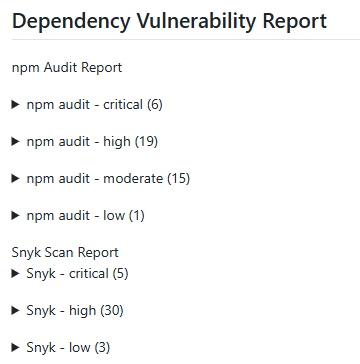 Dependency Vulnerability Report
npm Audit Report
npm audit - critical (6)
npm audit - high (19)
npm audit - moderate (15)
npm audit - low (1)
Snyk Scan Report
Snyk - critical (5)
Snyk - high (30)
Snyk - low (3)